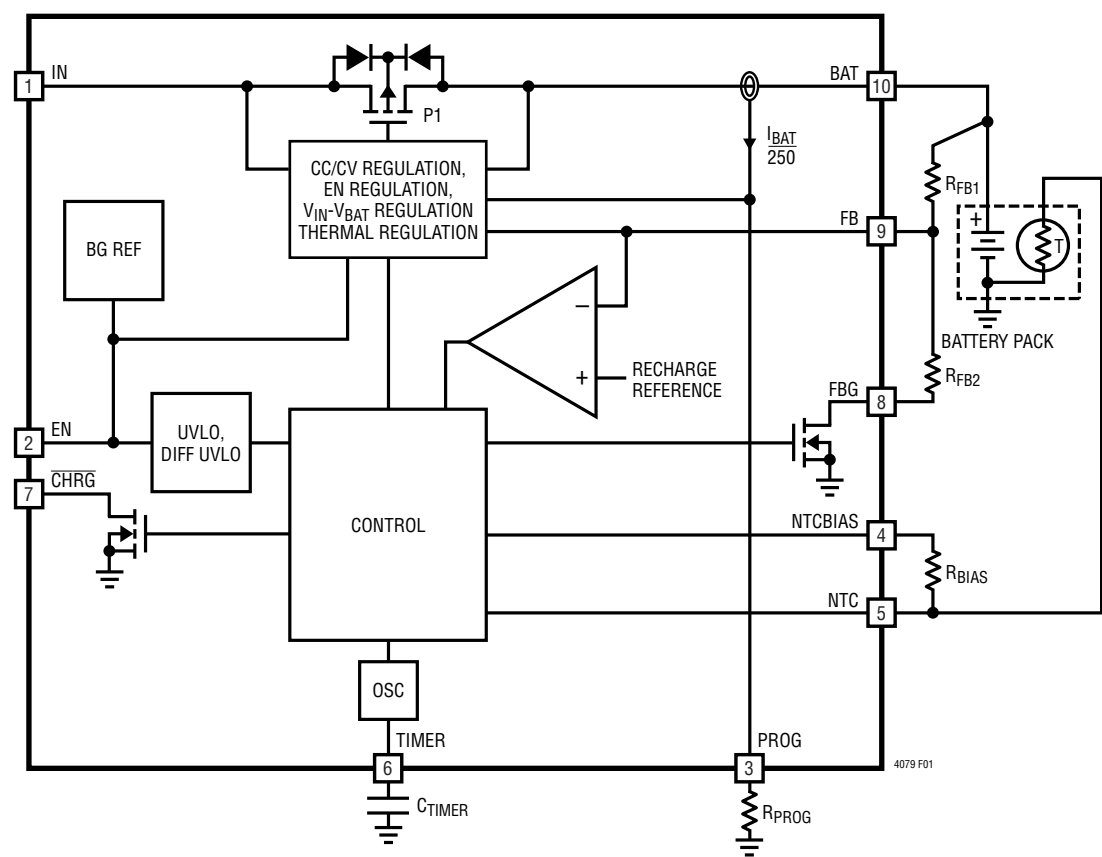 IN
1
P1
BAT
10
IBAT
250
CC/CV REGULATION,
EN REGULATION,
VIN-VBAT REGULATION
THERMAL REGULATION
RFB1
FB
9
+
T
BG REF
BATTERY PACK
–
+
RECHARGE
REFERENCE
RFB2
FBG
8
EN
2
UVLO,
DIFF UVLO
CHRG
7
CONTROL
NTCBIAS
4
RBIAS
NTC
5
OSC
TIMER
6
PROG
3
4079 F01
CTIMER
RPROG